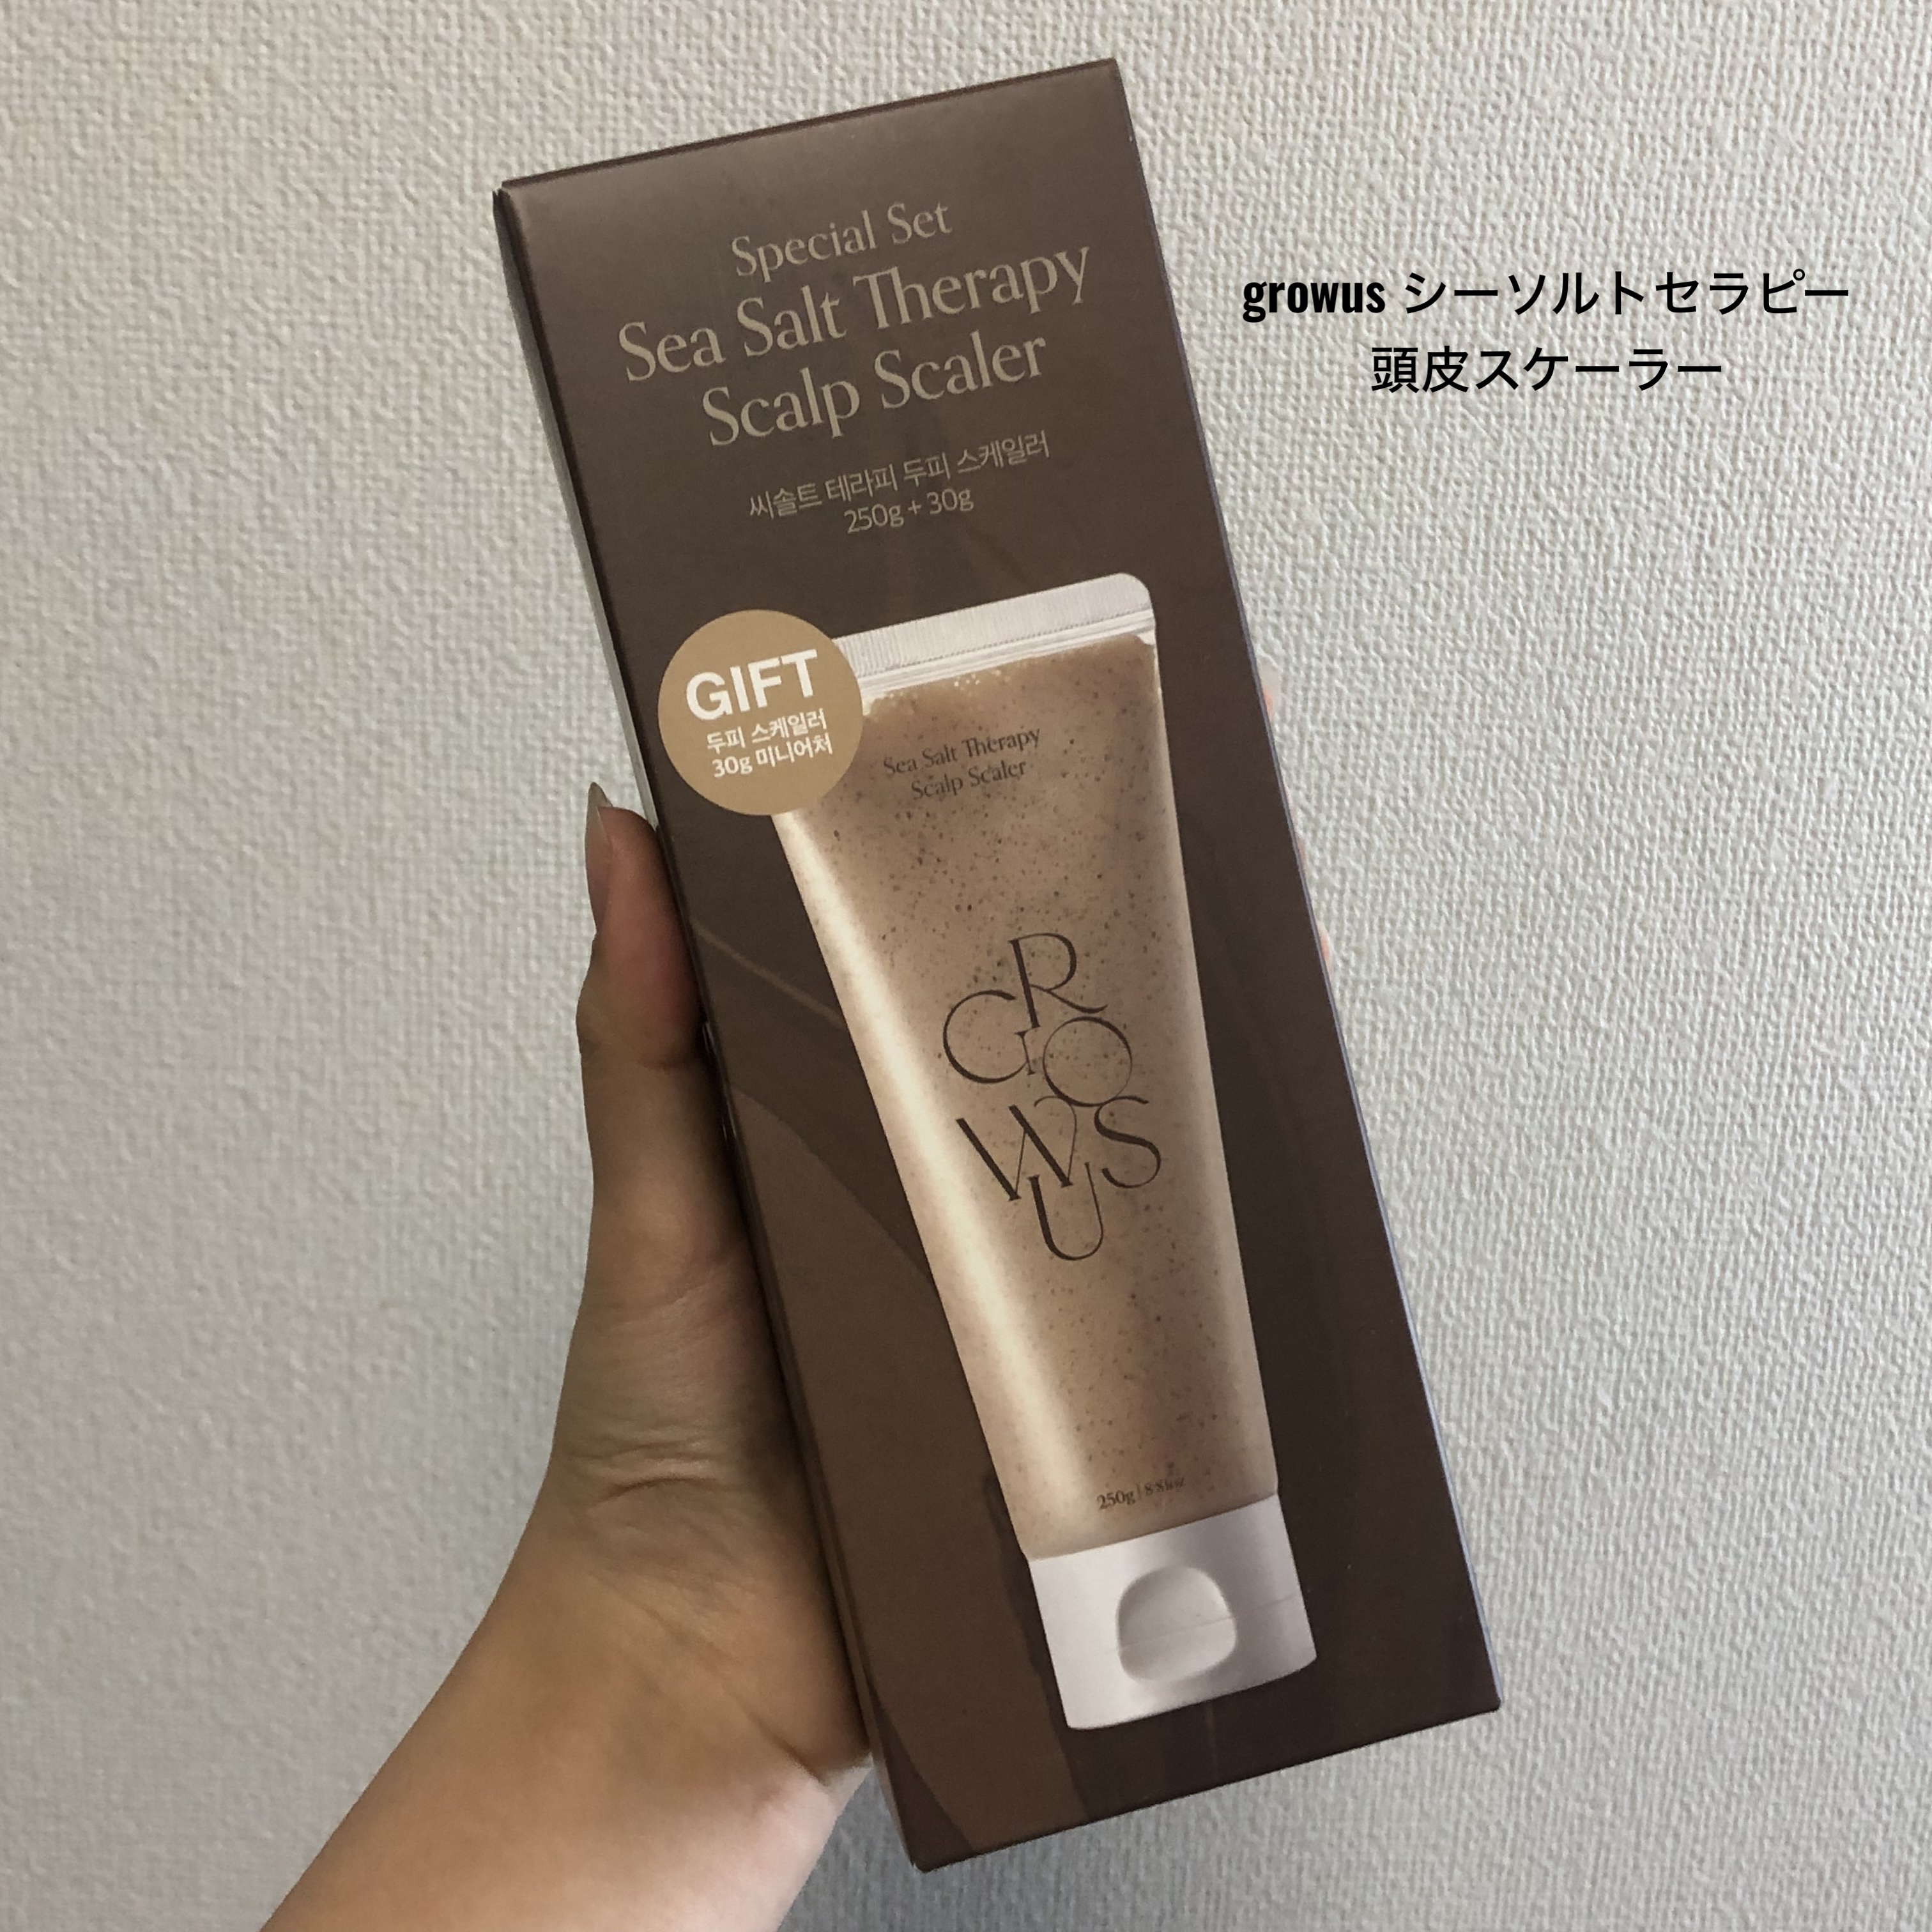 Special Set
Sea Salt Therapy
Scalp Scaler
씨솔트 테라피 두피 스케일러
250g + 30g
growus シーソルトセラピー
頭皮スケーラー
GIFT
두피 스케일러
30g 미니어처
Sea Salt Therapy
Scalp Scaler
GROWUS
250g |